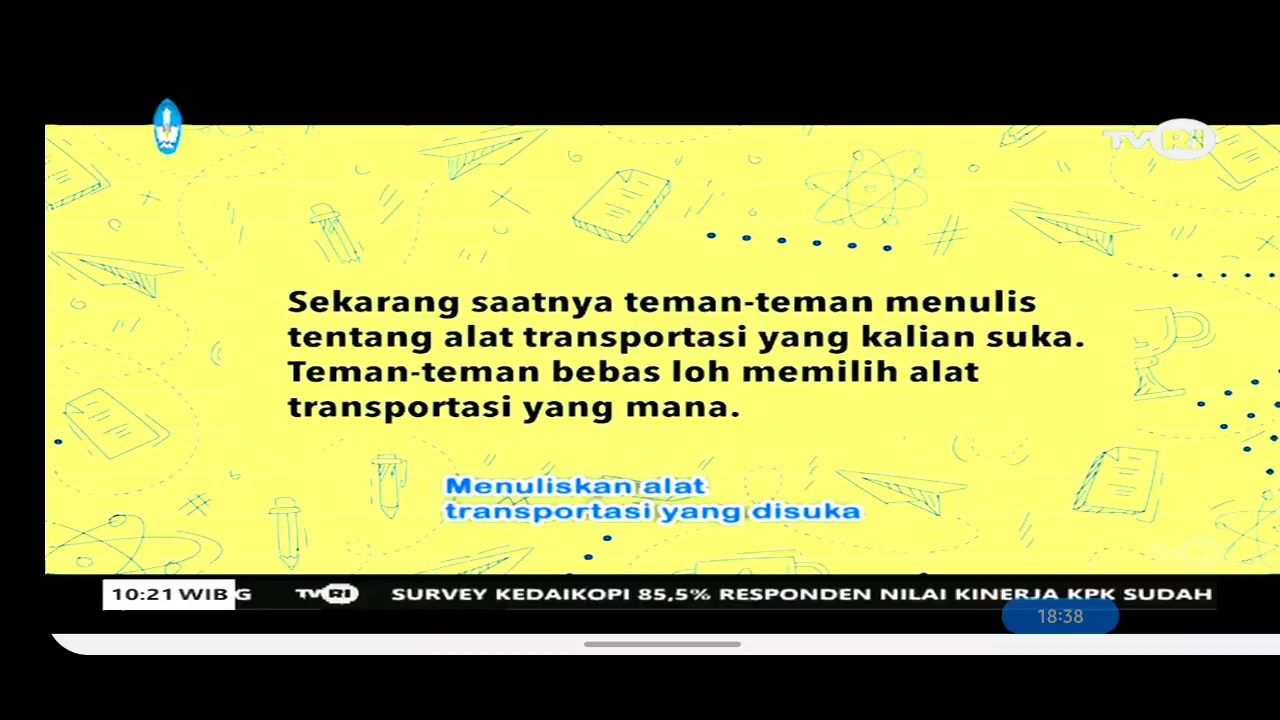 TVRI
Sekarang saatnya teman-teman menulis
tentang alat transportasi yang kalian suka.
Teman-teman bebas loh memilih alat
transportasi yang mana.
Menuliskan alat
transportasi yang disuka
10:21 WIB G TVRI SURVEY KEDAIKOPI 85,5% RESPONDEN NILAI KINERJA KPK SUDAH
18:38